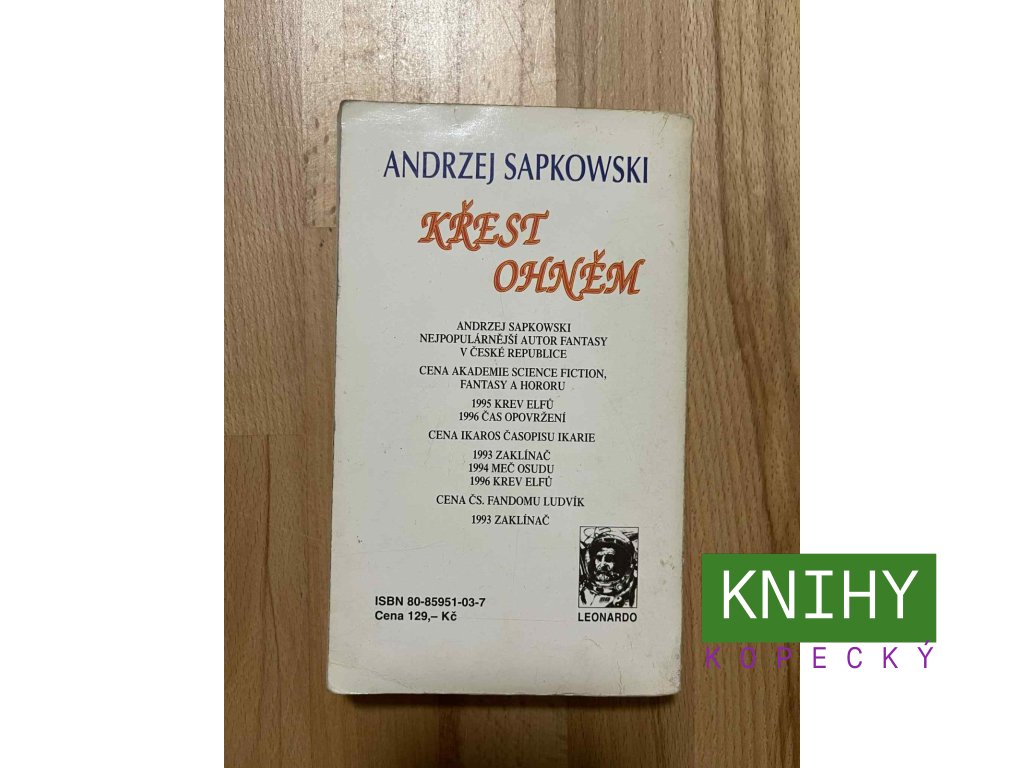 ANDRZEJ SAPKOWSKI
KŘEST
OHNĚM
ANDRZEJ SAPKOWSKI
NEJPOPULÁRNĚJŠÍ AUTOR FANTASY
V ČESKÉ REPUBLICE
CENA AKADEMIE SCIENCE FICTION,
FANTASY A HORORU
1995 KREV ELFŮ
1996 ČAS OPOVRŽENÍ
CENA IKAROS ČASOPISU IKARIE
1993 ZAKLÍNAČ
1994 MEČ OSUDU
1996 KREV ELFŮ
CENA ČS. FANDOMU LUDVÍK
1993 ZAKLÍNAČ
ISBN 80-85951-03-7
Cena 129,– Kč
LEONARDO
KNIHY
KOPECKÝ